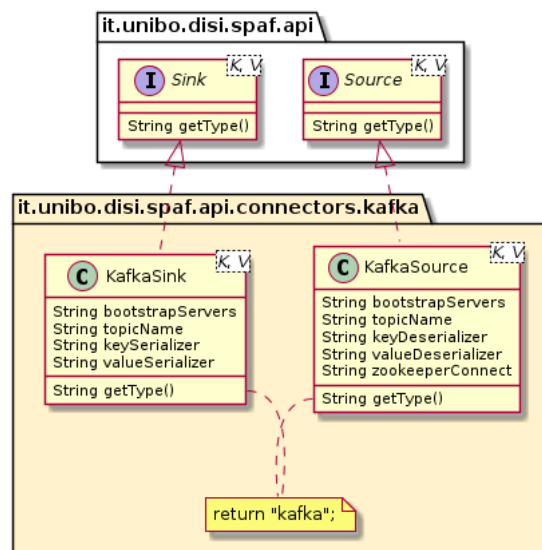 it.unibo.disi.spaf.api
I Sink K, V
String getType()
I Source K, V
String getType()
it.unibo.disi.spaf.api.connectors.kafka
C KafkaSink K, V
String bootstrapServers
String topicName
String keySerializer
String valueSerializer
String getType()
C KafkaSource K, V
String bootstrapServers
String topicName
String keyDeserializer
String valueDeserializer
String zookeeperConnect
String getType()
return "kafka";